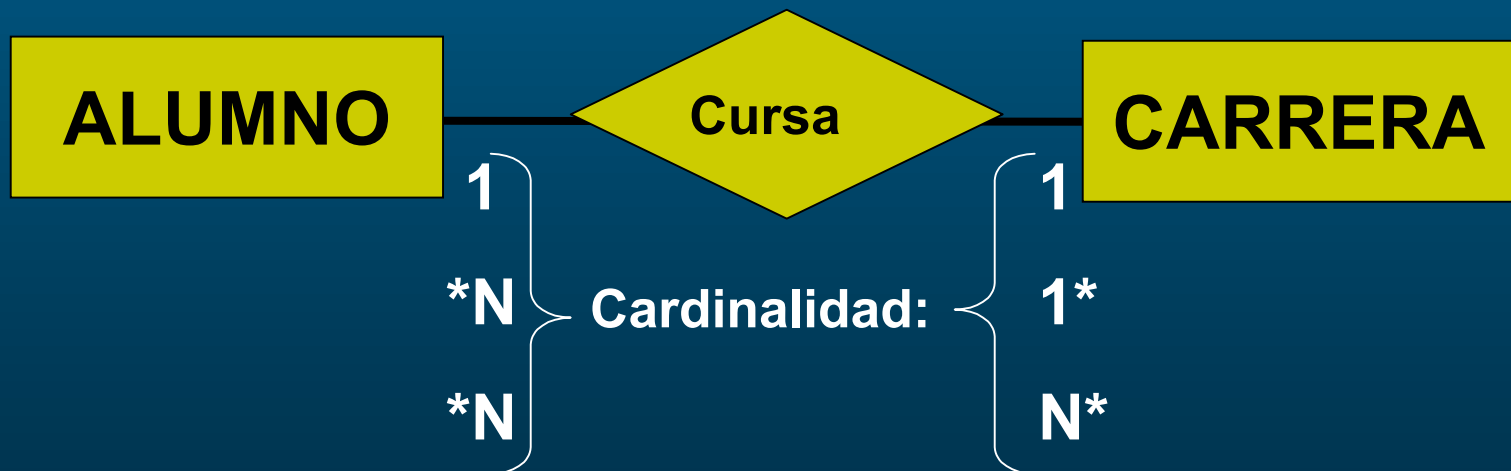 ALUMNO Cursa CARRERA
1 1
*N Cardinalidad: 1*
*N N*